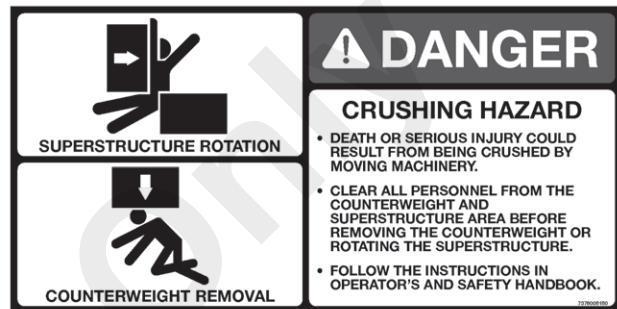 DANGER
SUPERSTRUCTURE ROTATION
COUNTERWEIGHT REMOVAL
CRUSHING HAZARD
• DEATH OR SERIOUS INJURY COULD
RESULT FROM BEING CRUSHED BY
MOVING MACHINERY.
• CLEAR ALL PERSONNEL FROM THE
COUNTERWEIGHT AND
SUPERSTRUCTURE AREA BEFORE
REMOVING THE COUNTERWEIGHT OR
ROTATING THE SUPERSTRUCTURE.
• FOLLOW THE INSTRUCTIONS IN
OPERATOR'S AND SAFETY HANDBOOK.
only